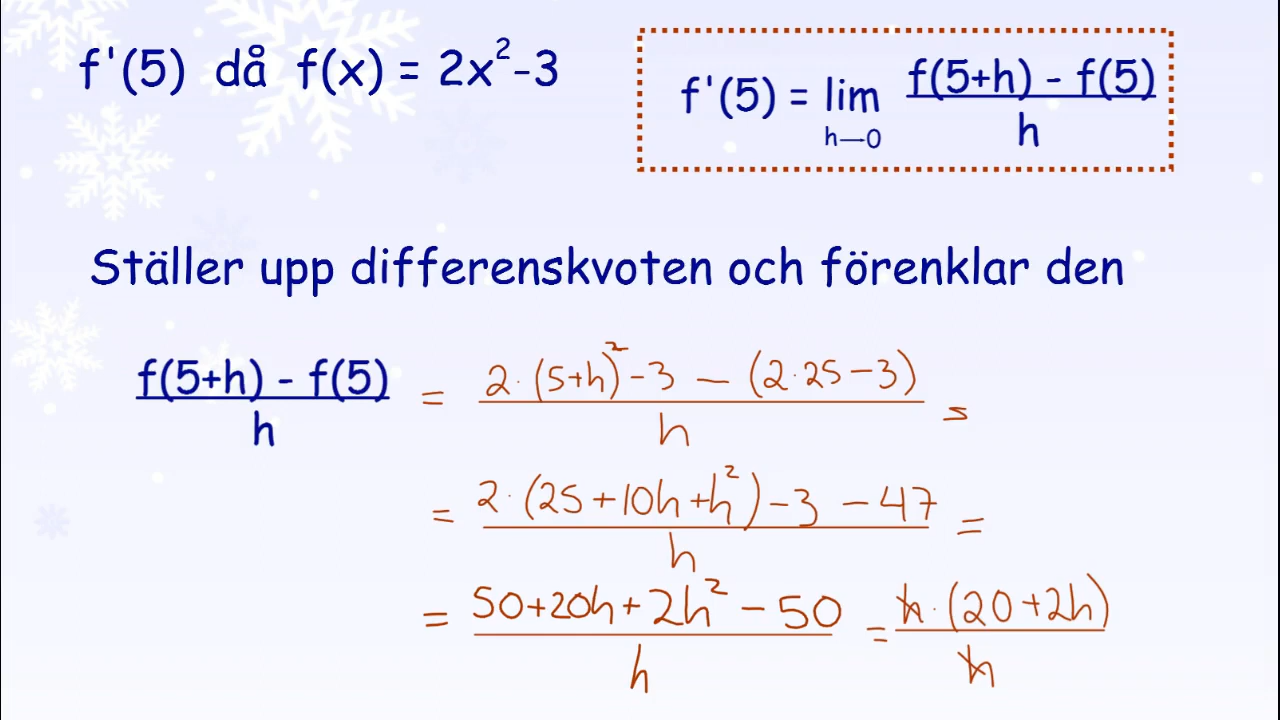 f'(5) då f(x) = 2x²-3
f'(5) = lim h→0 f(5+h) - f(5) / h
Ställer upp differenskvoten och förenklar den
f(5+h) - f(5) / h = 2·(5+h)²-3 — (2·25-3) / h =
= 2·(25+10h+h²)-3 -47 / h =
= 50+20h+2h² - 50 / h = h·(20+2h) / h